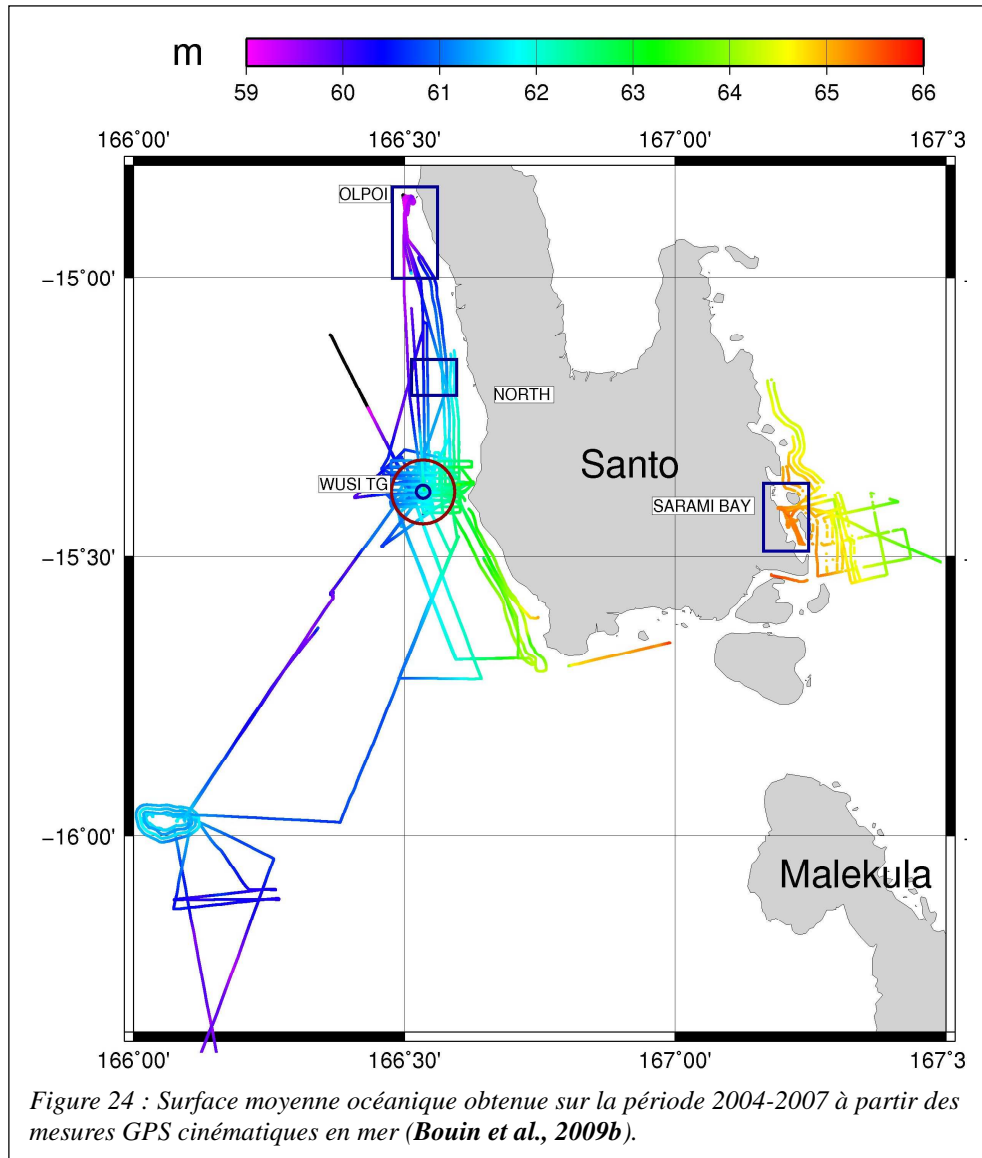 m
59 60 61 62 63 64 65 66
166°00' 166°30' 167°00' 167°3
OLPOI
-15°00'
NORTH
Santo
WUSI TG
SARAMI BAY
-15°30'
-16°00'
Malekula
166°00' 166°30' 167°00' 167°3
Figure 24 : Surface moyenne océanique obtenue sur la période 2004-2007 à partir des
mesures GPS cinématiques en mer (Bouin et al., 2009b).